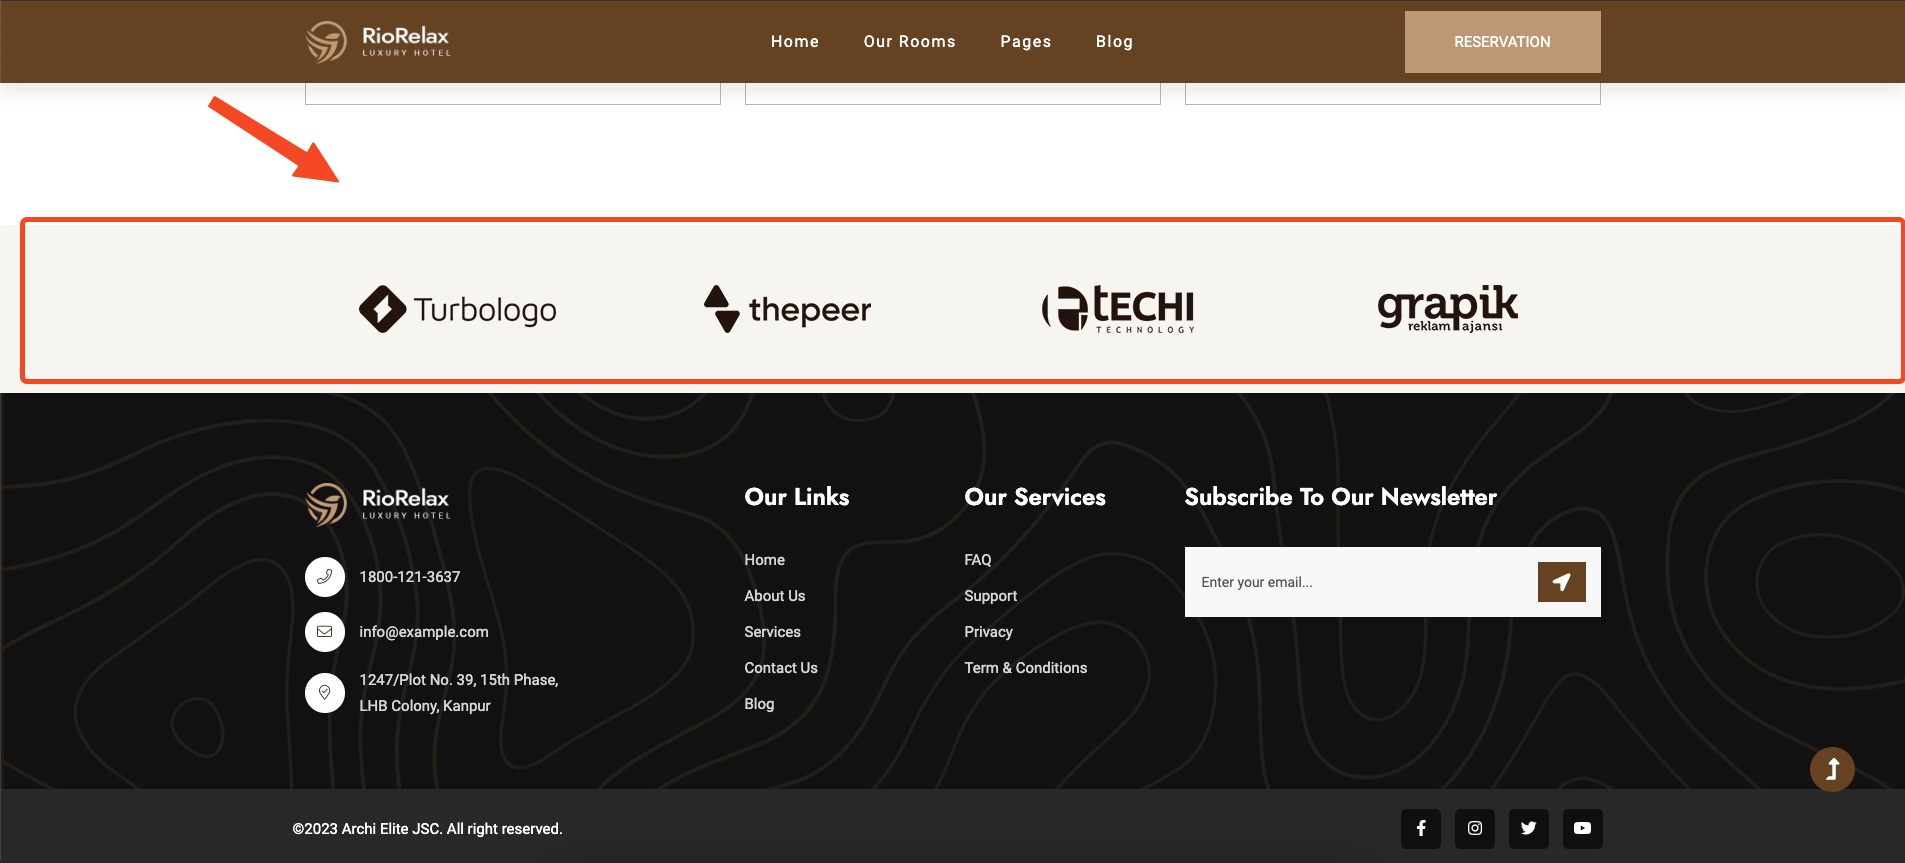 RioRelax
LUXURY HOTEL
Home
Our Rooms
Pages
Blog
RESERVATION
Turbologo
thepeer
tECHI
TECHNOLOGY
grapik
reklam ajansı
RioRelax
LUXURY HOTEL
1800-121-3637
info@example.com
1247/Plot No. 39, 15th Phase,
LHB Colony, Kanpur
Our Links
Home
About Us
Services
Contact Us
Blog
Our Services
FAQ
Support
Privacy
Term & Conditions
Subscribe To Our Newsletter
Enter your email...
©2023 Archi Elite JSC. All right reserved.